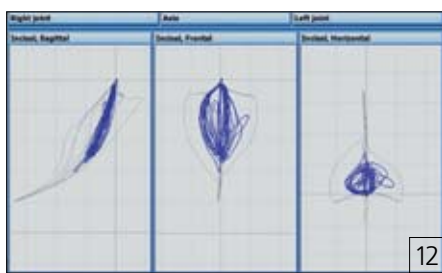 Right joint Axis Left joint
Incisal, Sagittal Incisal, Frontal Incisal, Horizontal
12